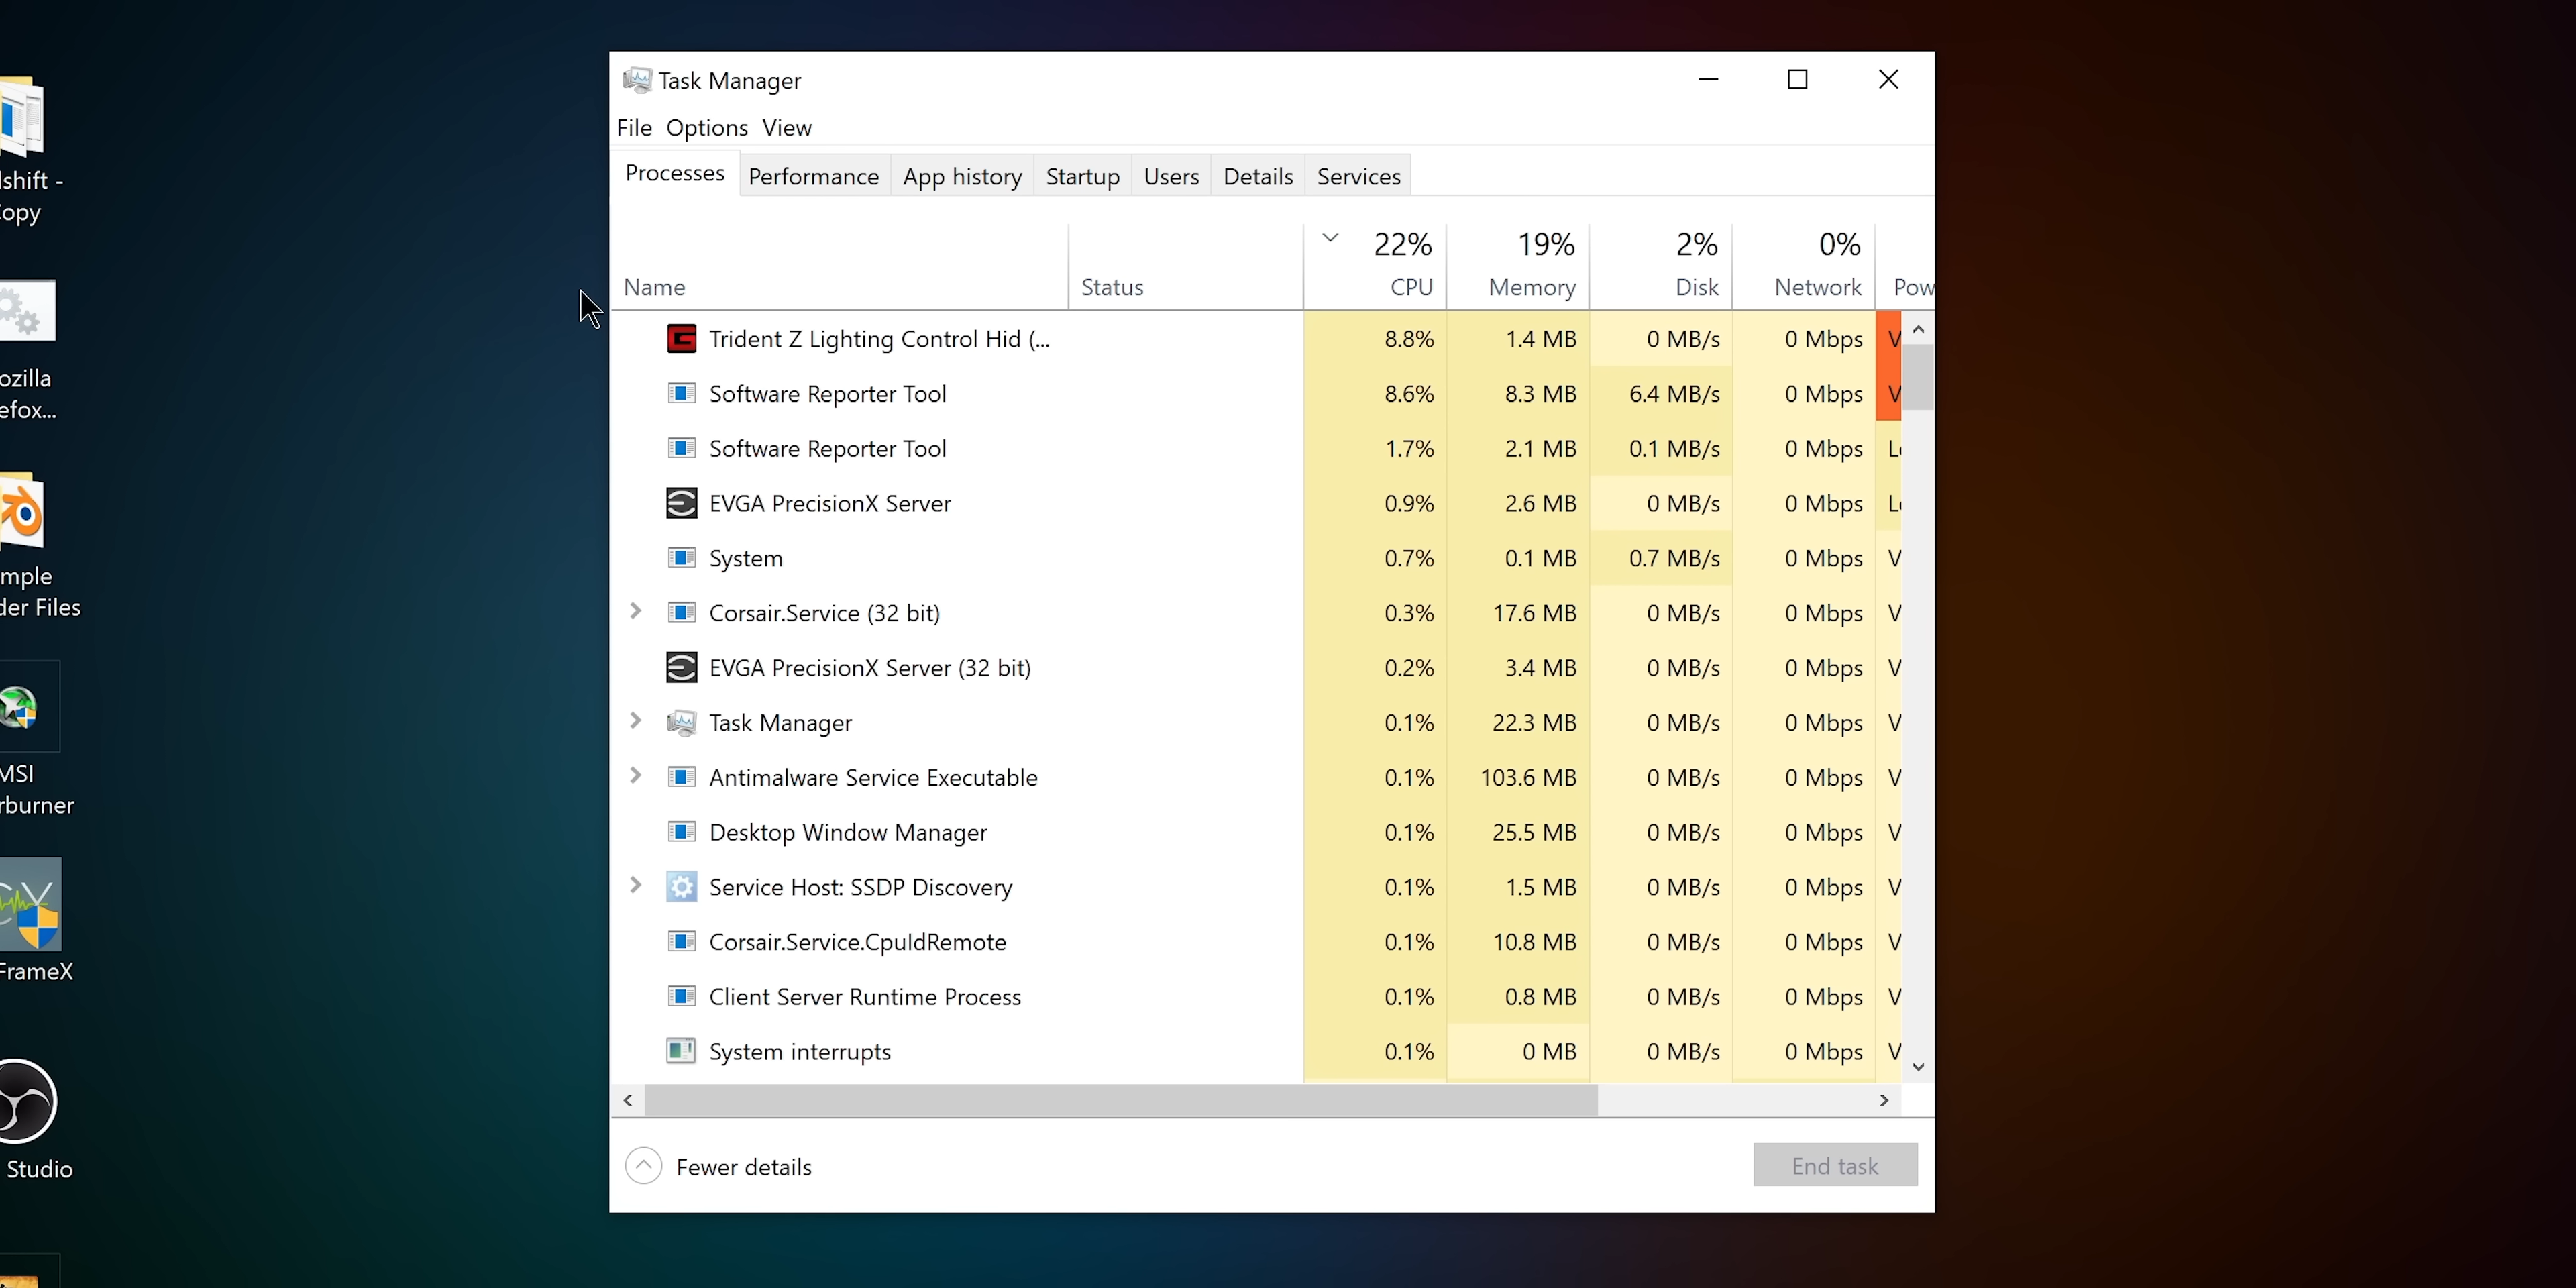 lshift -
Copy
ozilla
efox...
mple
der Files
MSI
rburner
FrameX
Studio
Task Manager
File Options View
Processes Performance App history Startup Users Details Services
22% 19% 2% 0%
Name Status CPU Memory Disk Network Pow
Trident Z Lighting Control Hid (... 8.8% 1.4 MB 0 MB/s 0 Mbps V
Software Reporter Tool 8.6% 8.3 MB 6.4 MB/s 0 Mbps V
Software Reporter Tool 1.7% 2.1 MB 0.1 MB/s 0 Mbps L
EVGA PrecisionX Server 0.9% 2.6 MB 0 MB/s 0 Mbps L
System 0.7% 0.1 MB 0.7 MB/s 0 Mbps V
Corsair.Service (32 bit) 0.3% 17.6 MB 0 MB/s 0 Mbps V
EVGA PrecisionX Server (32 bit) 0.2% 3.4 MB 0 MB/s 0 Mbps V
Task Manager 0.1% 22.3 MB 0 MB/s 0 Mbps V
Antimalware Service Executable 0.1% 103.6 MB 0 MB/s 0 Mbps V
Desktop Window Manager 0.1% 25.5 MB 0 MB/s 0 Mbps V
Service Host: SSDP Discovery 0.1% 1.5 MB 0 MB/s 0 Mbps V
Corsair.Service.CpuIdRemote 0.1% 10.8 MB 0 MB/s 0 Mbps V
Client Server Runtime Process 0.1% 0.8 MB 0 MB/s 0 Mbps V
System interrupts 0.1% 0 MB 0 MB/s 0 Mbps V
Fewer details End task